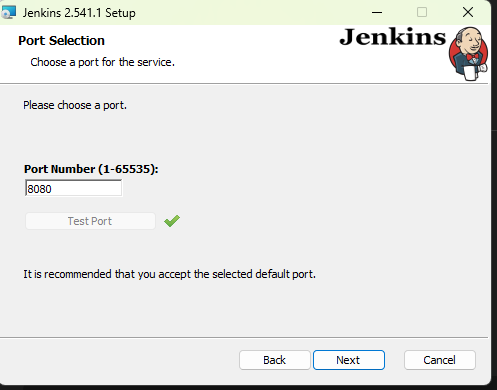 Jenkins 2.541.1 Setup
Port Selection
Choose a port for the service.
Jenkins
Please choose a port.
Port Number (1-65535):
8080
Test Port
It is recommended that you accept the selected default port.
Back
Next
Cancel